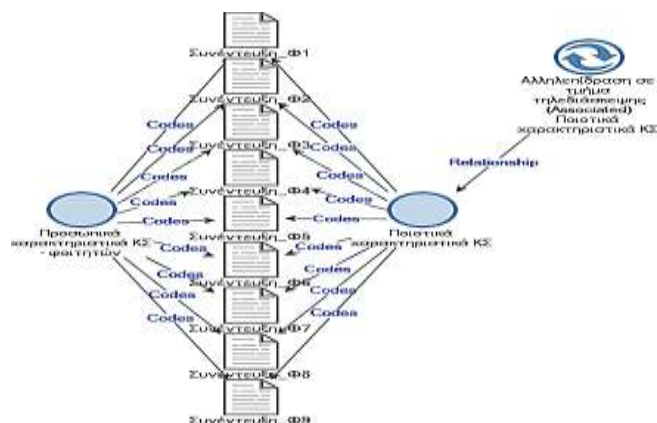 Συνέντευξη_Φ1
Συνέντευξη_Φ2
Codes
Codes
Codes
Codes
Συνέντευξη_Φ3
Codes
Codes
Codes
Codes
Συνέντευξη_Φ4
Codes
Codes
Συνέντευξη_Φ5
Codes
Codes
Συνέντευξη_Φ6
Codes
Codes
Codes
Codes
Συνέντευξη_Φ7
Codes
Codes
Συνέντευξη_Φ8
Συνέντευξη_Φ9
Προσωπικά
χαρακτηριστικά ΚΣ
- φοιτητών
Ποιοτικά
χαρακτηριστικά ΚΣ
Relationship
Αλληλεπίδραση σε
τμήμα
τηλεδιάσκεψης
(Associated)
Ποιοτικά
χαρακτηριστικά ΚΣ